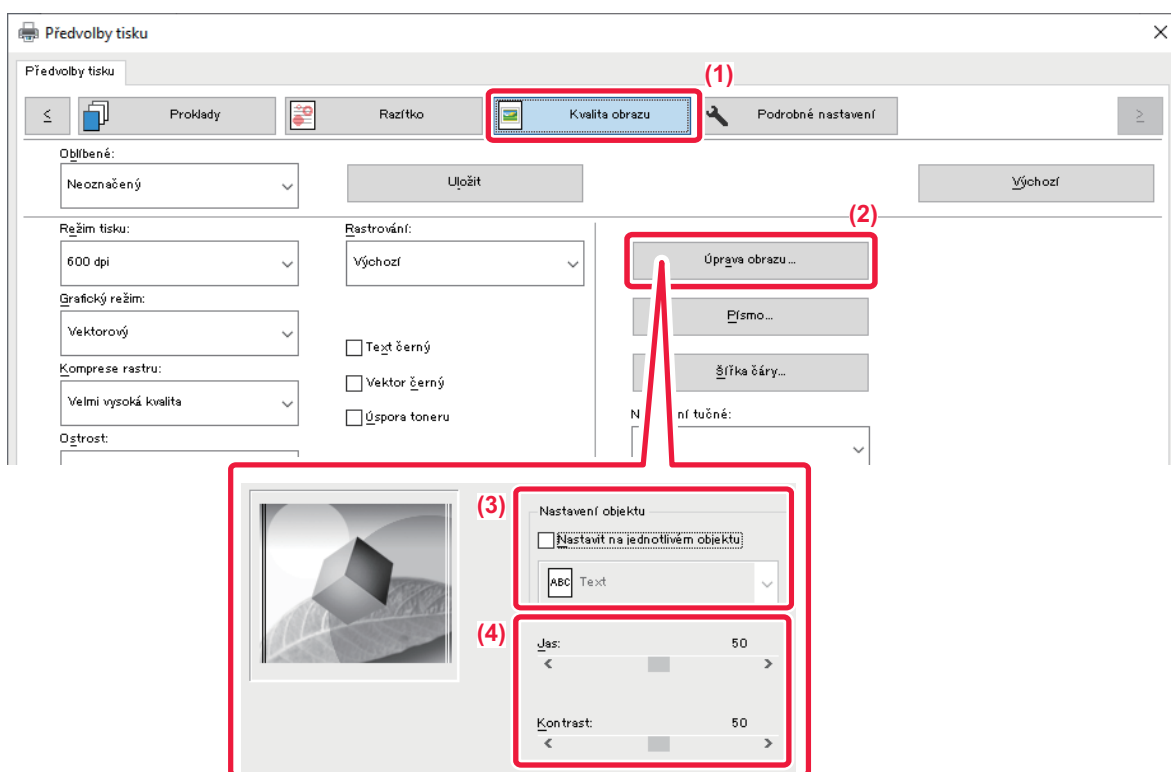 Předvolby tisku
Předvolby tisku
(1)
≤ Proklady Razítko Kvalita obrazu Podrobné nastavení ≥
Oblíbené:
Neoznačený Uložit Výchozí
(2)
Režim tisku: Rastrování:
600 dpi Výchozí Úprava obrazu...
Grafický režim:
Vektorový Písmo...
Text černý
Komprese rastru: Šířka čáry...
Vektor černý
Velmi vysoká kvalita
Úspora toneru N ní tučné:
Ostrost:
(3)
Nastavení objektu
Nastavit na jednotlivém objektu
ABC Text
(4)
Jas: 50
Kontrast: 50